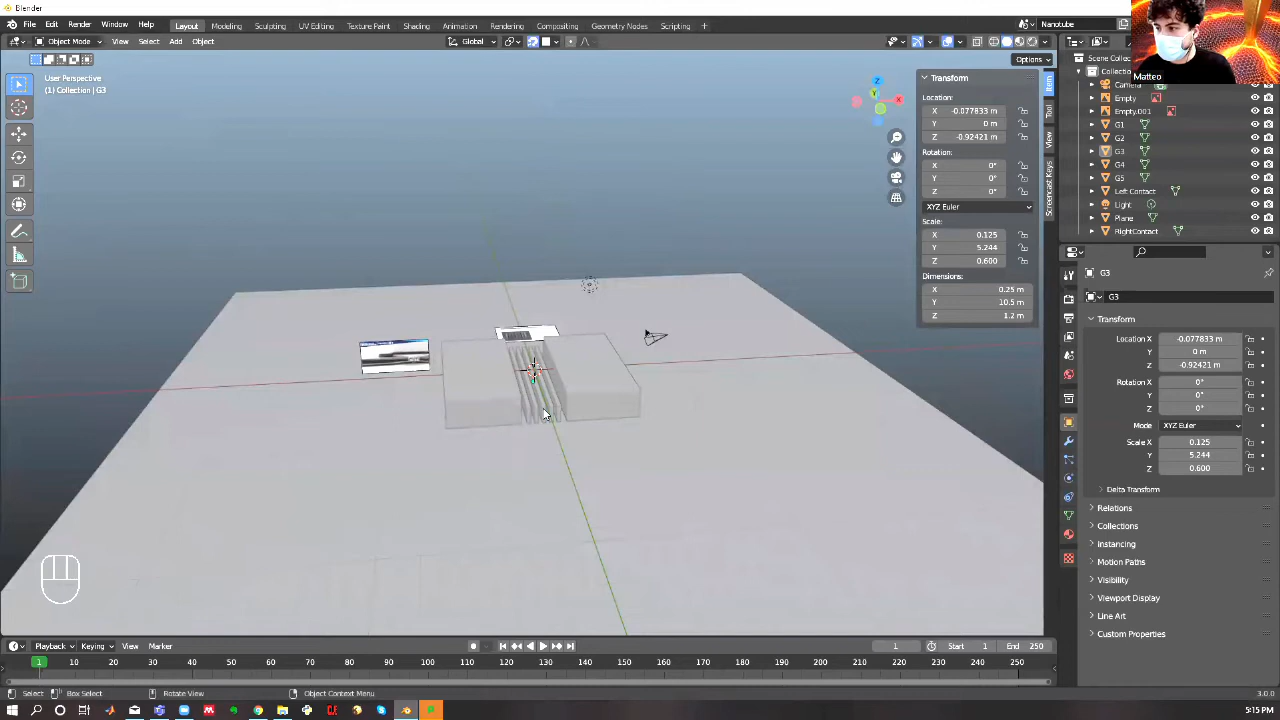 Blender
File Edit Render Window Help Layout Modeling Sculpting UV Editing Texture Paint Shading Animation Rendering Compositing Geometry Nodes Scripting + Nanotube
Object Mode View Select Add Object Global
Options
Matteo
User Perspective
(1) Collection | G3
Z
Y
X
Transform
Location:
X -0.077833 m
Y 0 m
Z -0.92421 m
Rotation:
X 0°
Y 0°
Z 0°
XYZ Euler
Scale:
X 0.125
Y 5.244
Z 0.600
Dimensions:
X 0.25 m
Y 10.5 m
Z 1.2 m
Item
Tool
View
Screencast Keys
Scene Collec
Collection
Camera
Empty
Empty.001
G1
G2
G3
G4
G5
Left Contact
Light
Plane
RightContact
G3
G3
Transform
Location X -0.077833 m
Y 0 m
Z -0.92421 m
Rotation X 0°
Y 0°
Z 0°
Mode XYZ Euler
Scale X 0.125
Y 5.244
Z 0.600
Delta Transform
Relations
Collections
Instancing
Motion Paths
Visibility
Viewport Display
Line Art
Custom Properties
Playback Keying View Marker 1 Start 1 End 250
1 10 20 30 40 50 60 70 80 90 100 110 120 130 140 150 160 170 180 190 200 210 220 230 240 250
Select Box Select Rotate View Object Context Menu 3.0.0
5:15 PM